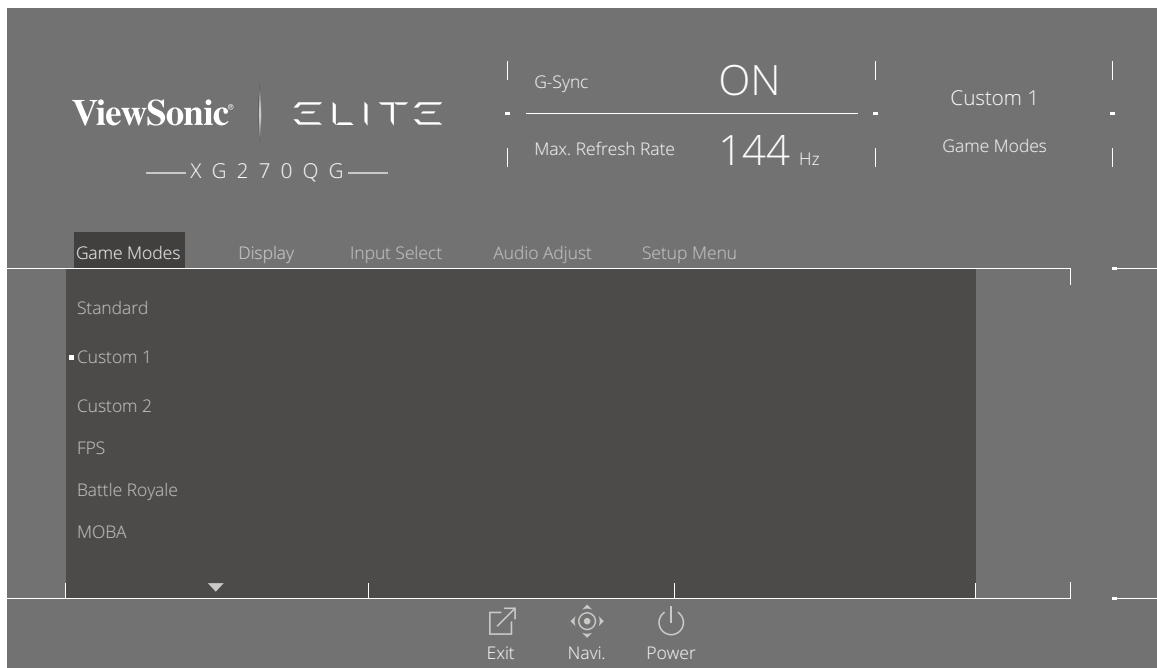 ViewSonic® ELITE
XG270QG
G-Sync ON
Max. Refresh Rate 144 Hz
Custom 1
Game Modes
Game Modes Display Input Select Audio Adjust Setup Menu
Standard
Custom 1
Custom 2
FPS
Battle Royale
MOBA
Exit Navi. Power